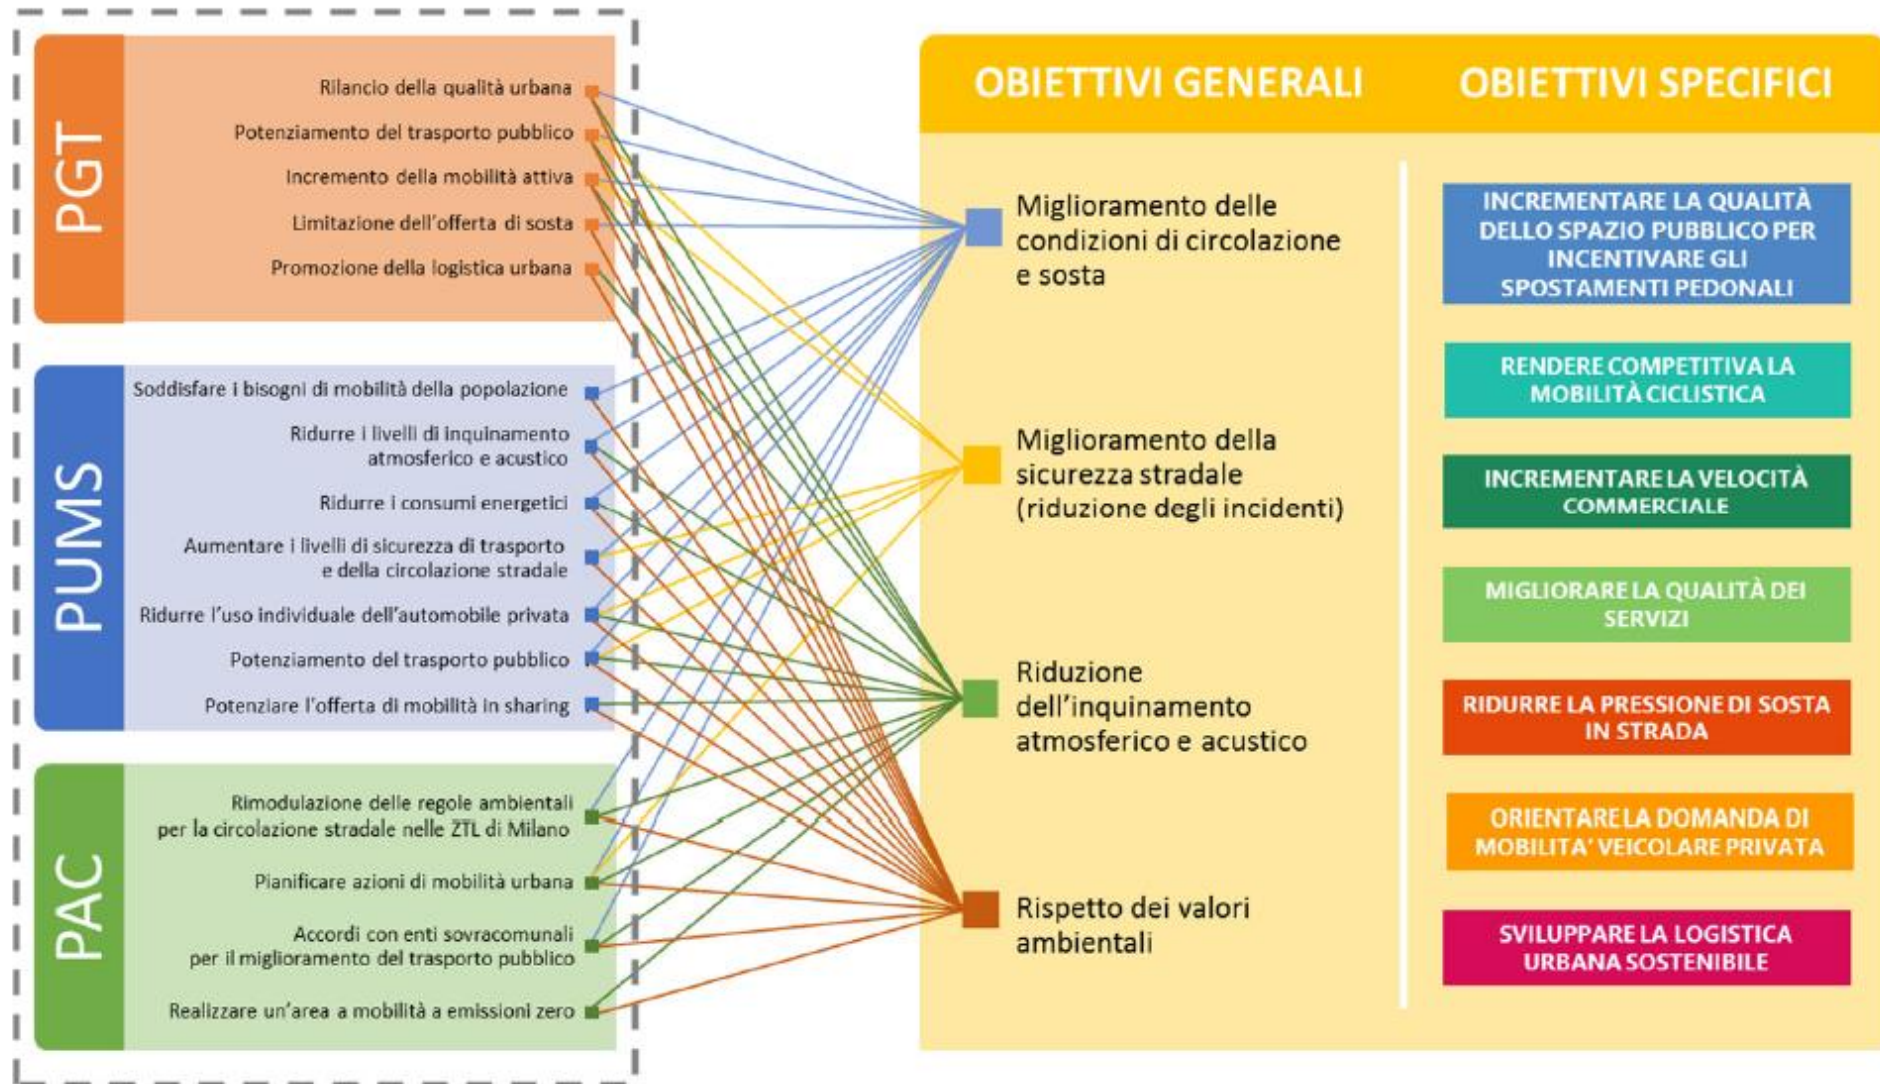 PGT
Rilancio della qualità urbana
Potenziamento del trasporto pubblico
Incremento della mobilità attiva
Limitazione dell'offerta di sosta
Promozione della logistica urbana
PUMS
Soddisfare i bisogni di mobilità della popolazione
Ridurre i livelli di inquinamento
atmosferico e acustico
Ridurre i consumi energetici
Aumentare i livelli di sicurezza di trasporto
e della circolazione stradale
Ridurre l'uso individuale dell'automobile privata
Potenziamento del trasporto pubblico
Potenziare l'offerta di mobilità in sharing
PAC
Rimodulazione delle regole ambientali
per la circolazione stradale nelle ZTL di Milano
Pianificare azioni di mobilità urbana
Accordi con enti sovracomunali
per il miglioramento del trasporto pubblico
Realizzare un'area a mobilità a emissioni zero
OBIETTIVI GENERALI
Miglioramento delle
condizioni di circolazione
e sosta
Miglioramento della
sicurezza stradale
(riduzione degli incidenti)
Riduzione
dell'inquinamento
atmosferico e acustico
Rispetto dei valori
ambientali
OBIETTIVI SPECIFICI
INCREMENTARE LA QUALITÀ
DELLO SPAZIO PUBBLICO PER
INCENTIVARE GLI
SPOSTAMENTI PEDONALI
RENDERE COMPETITIVA LA
MOBILITÀ CICLISTICA
INCREMENTARE LA VELOCITÀ
COMMERCIALE
MIGLIORARE LA QUALITÀ DEI
SERVIZI
RIDURRE LA PRESSIONE DI SOSTA
IN STRADA
ORIENTARE LA DOMANDA DI
MOBILITA' VEICOLARE PRIVATA
SVILUPPARE LA LOGISTICA
URBANA SOSTENIBILE